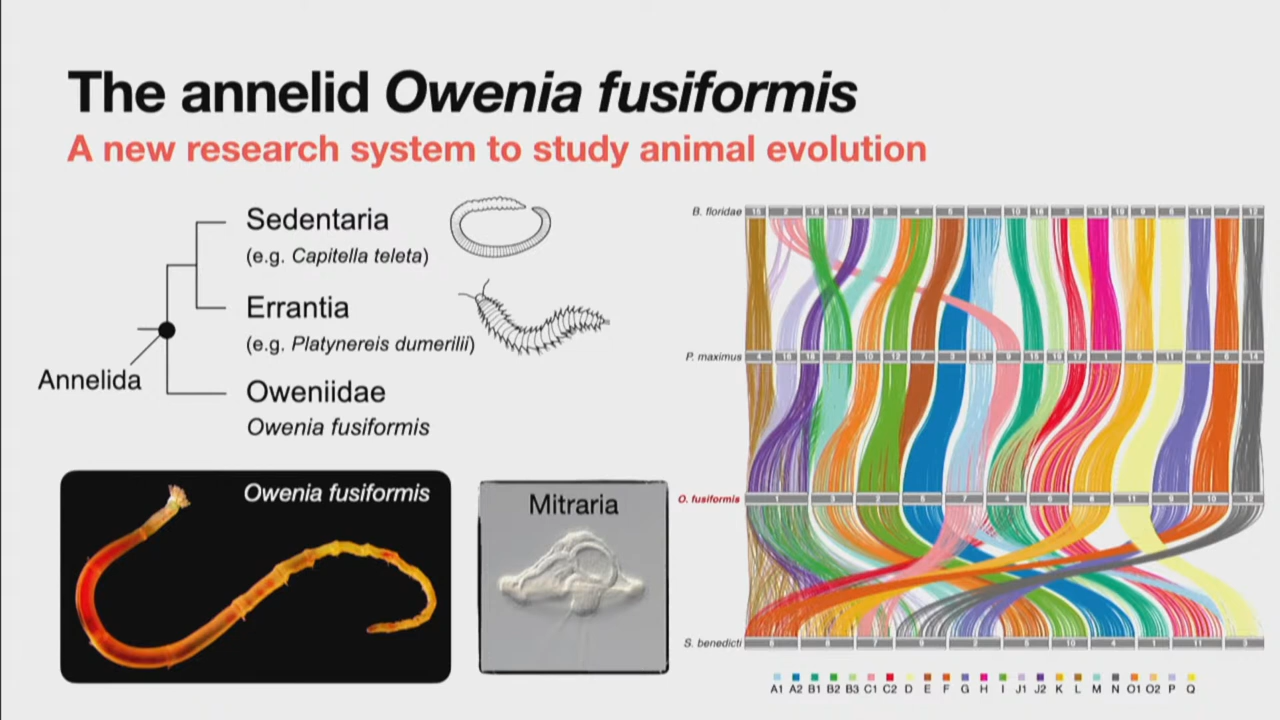 The annelid Owenia fusiformis
A new research system to study animal evolution
Sedentaria
(e.g. Capitella teleta)
Errantia
(e.g. Platynereis dumerilii)
Annelida
Oweniidae
Owenia fusiformis
Owenia fusiformis
Mitraria
B. floridae
P. maximus
O. fusiformis
S. benedicti
A1 A2 B1 B2 B3 C1 C2 D E F G H I J1 J2 K L M N O1 O2 P Q